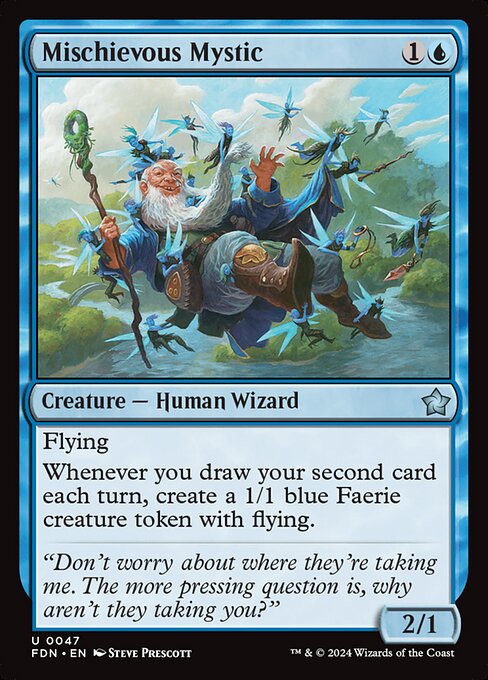 Mischievous Mystic 1
Creature — Human Wizard
Flying
Whenever you draw your second card
each turn, create a 1/1 blue Faerie
creature token with flying.
“Don’t worry about where they’re taking
me. The more pressing question is, why
aren’t they taking you?”
2/1
U 0047
FDN • EN Steve Prescott
™ & © 2024 Wizards of the Coast